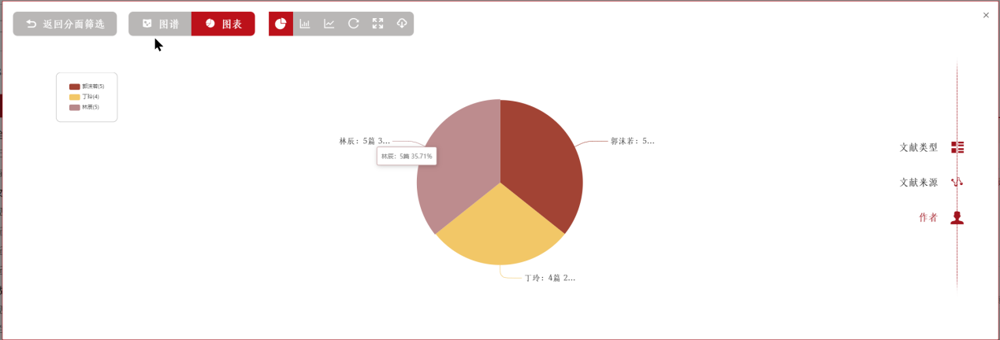 返回分面筛选
图谱
图表
郭沫若(5)
丁玲(4)
林辰(5)
林辰：5篇 3...
郭沫若：5...
林辰：5篇 35.71%
丁玲：4篇 2...
文献类型
文献来源
作者